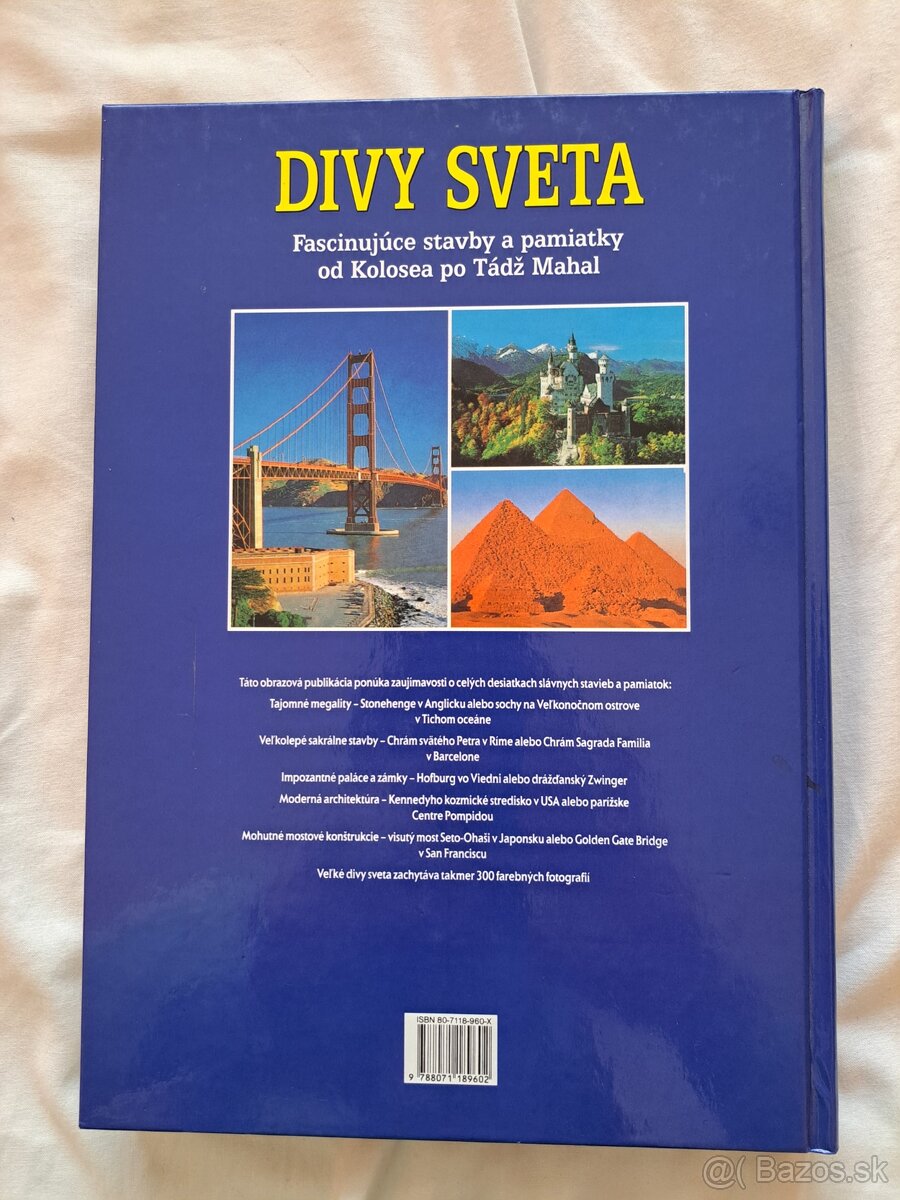 DIVY SVETA
Fascinujúce stavby a pamiatky
od Kolosea po Tádž Mahal
Táto obrazová publikácia ponúka zaujímavosti o celých desiatkach slávnych stavieb a pamiatok:
Tajomné megality – Stonehenge v Anglicku alebo sochy na Veľkonočnom ostrove
v Tichom oceáne
Veľkolepé sakrálne stavby – Chrám svätého Petra v Ríme alebo Chrám Sagrada Familia
v Barcelone
Impozantné paláce a zámky – Hofburg vo Viedni alebo drážďanský Zwinger
Moderná architektúra – Kennedyho kozmické stredisko v USA alebo parížske
Centre Pompidou
Mohutné mostové konštrukcie – visutý most Seto-Ohaši v Japonsku alebo Golden Gate Bridge
v San Franciscu
Veľké divy sveta zachytáva takmer 300 farebných fotografií
ISBN 80-7118-960-X
9 788071 189602
@( Bazos.sk